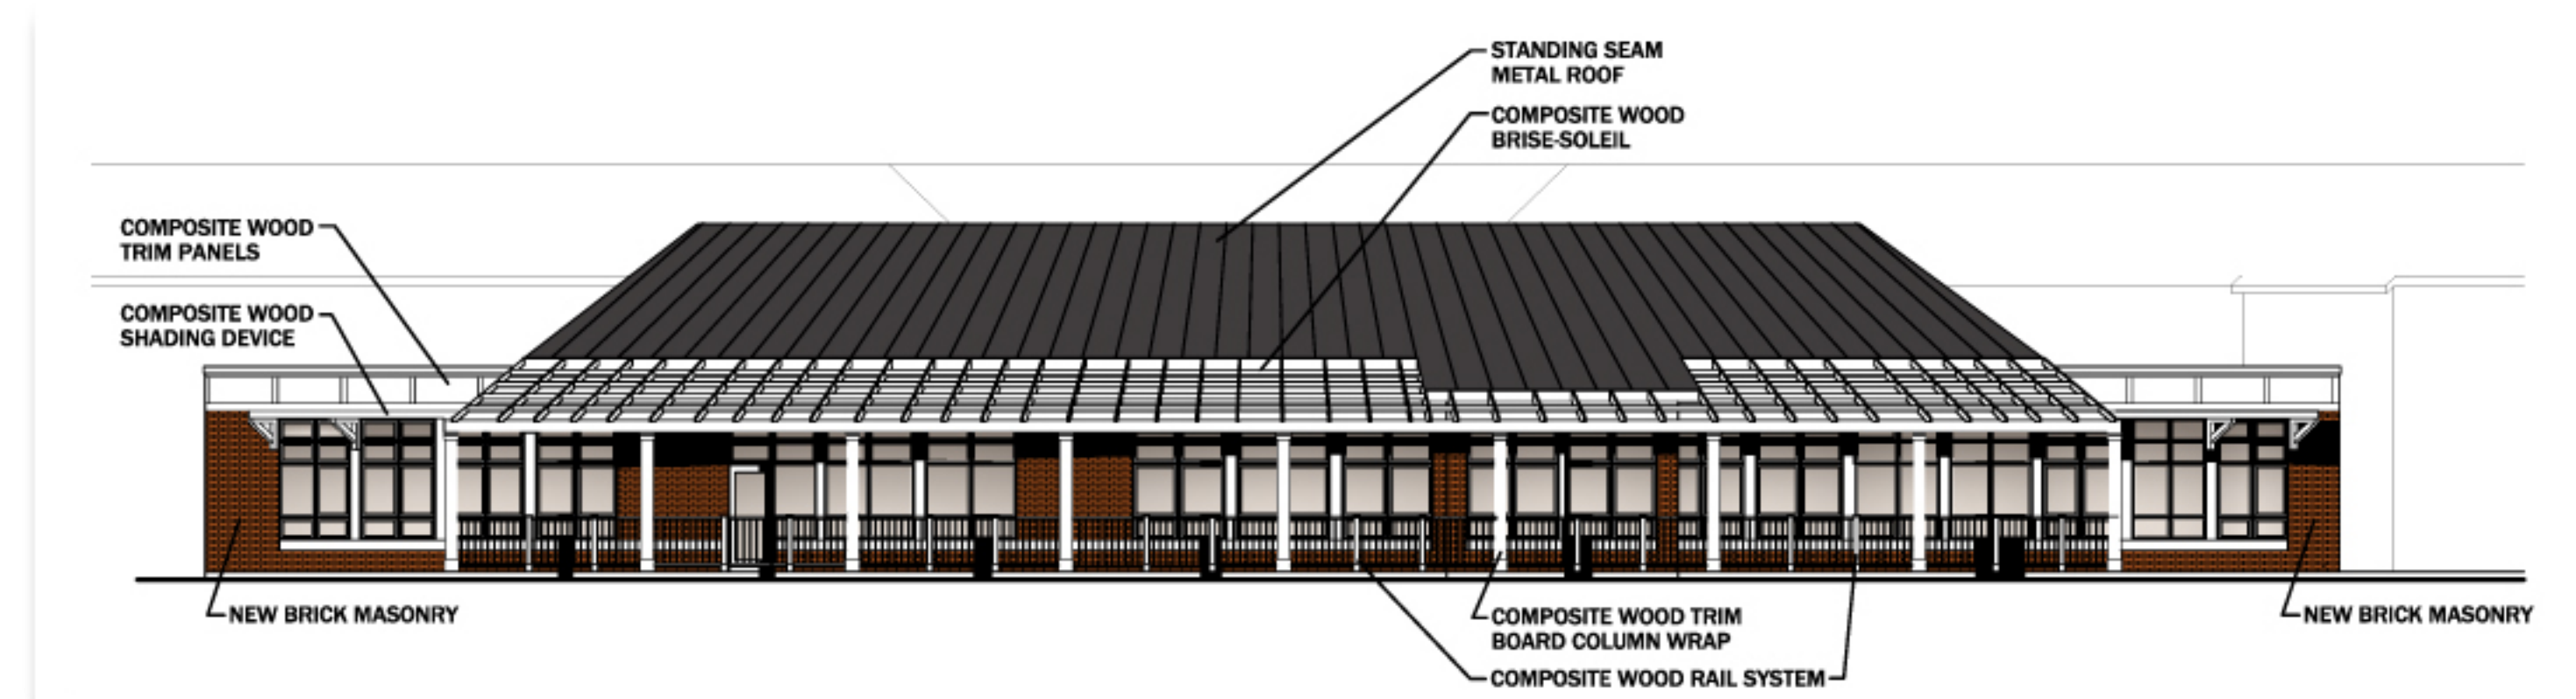 STANDING SEAM
METAL ROOF
COMPOSITE WOOD
BRISE-SOLEIL
COMPOSITE WOOD
TRIM PANELS
COMPOSITE WOOD
SHADING DEVICE
NEW BRICK MASONRY
COMPOSITE WOOD TRIM
BOARD COLUMN WRAP
COMPOSITE WOOD RAIL SYSTEM
NEW BRICK MASONRY